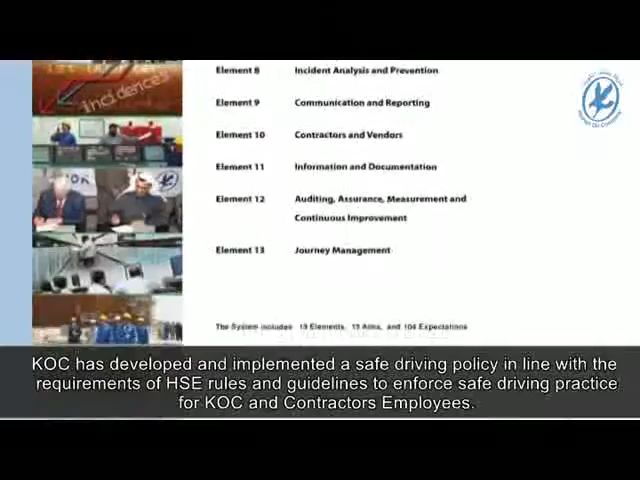 incidences
Element 8 Incident Analysis and Prevention
Element 9 Communication and Reporting
Element 10 Contractors and Vendors
Element 11 Information and Documentation
Element 12 Auditing, Assurance, Measurement and
Continuous Improvement
Element 13 Journey Management
The System includes 13 Elements, 13 Aims, and 104 Expectations
KOC has developed and implemented a safe driving policy in line with the
requirements of HSE rules and guidelines to enforce safe driving practice
for KOC and Contractors Employees.